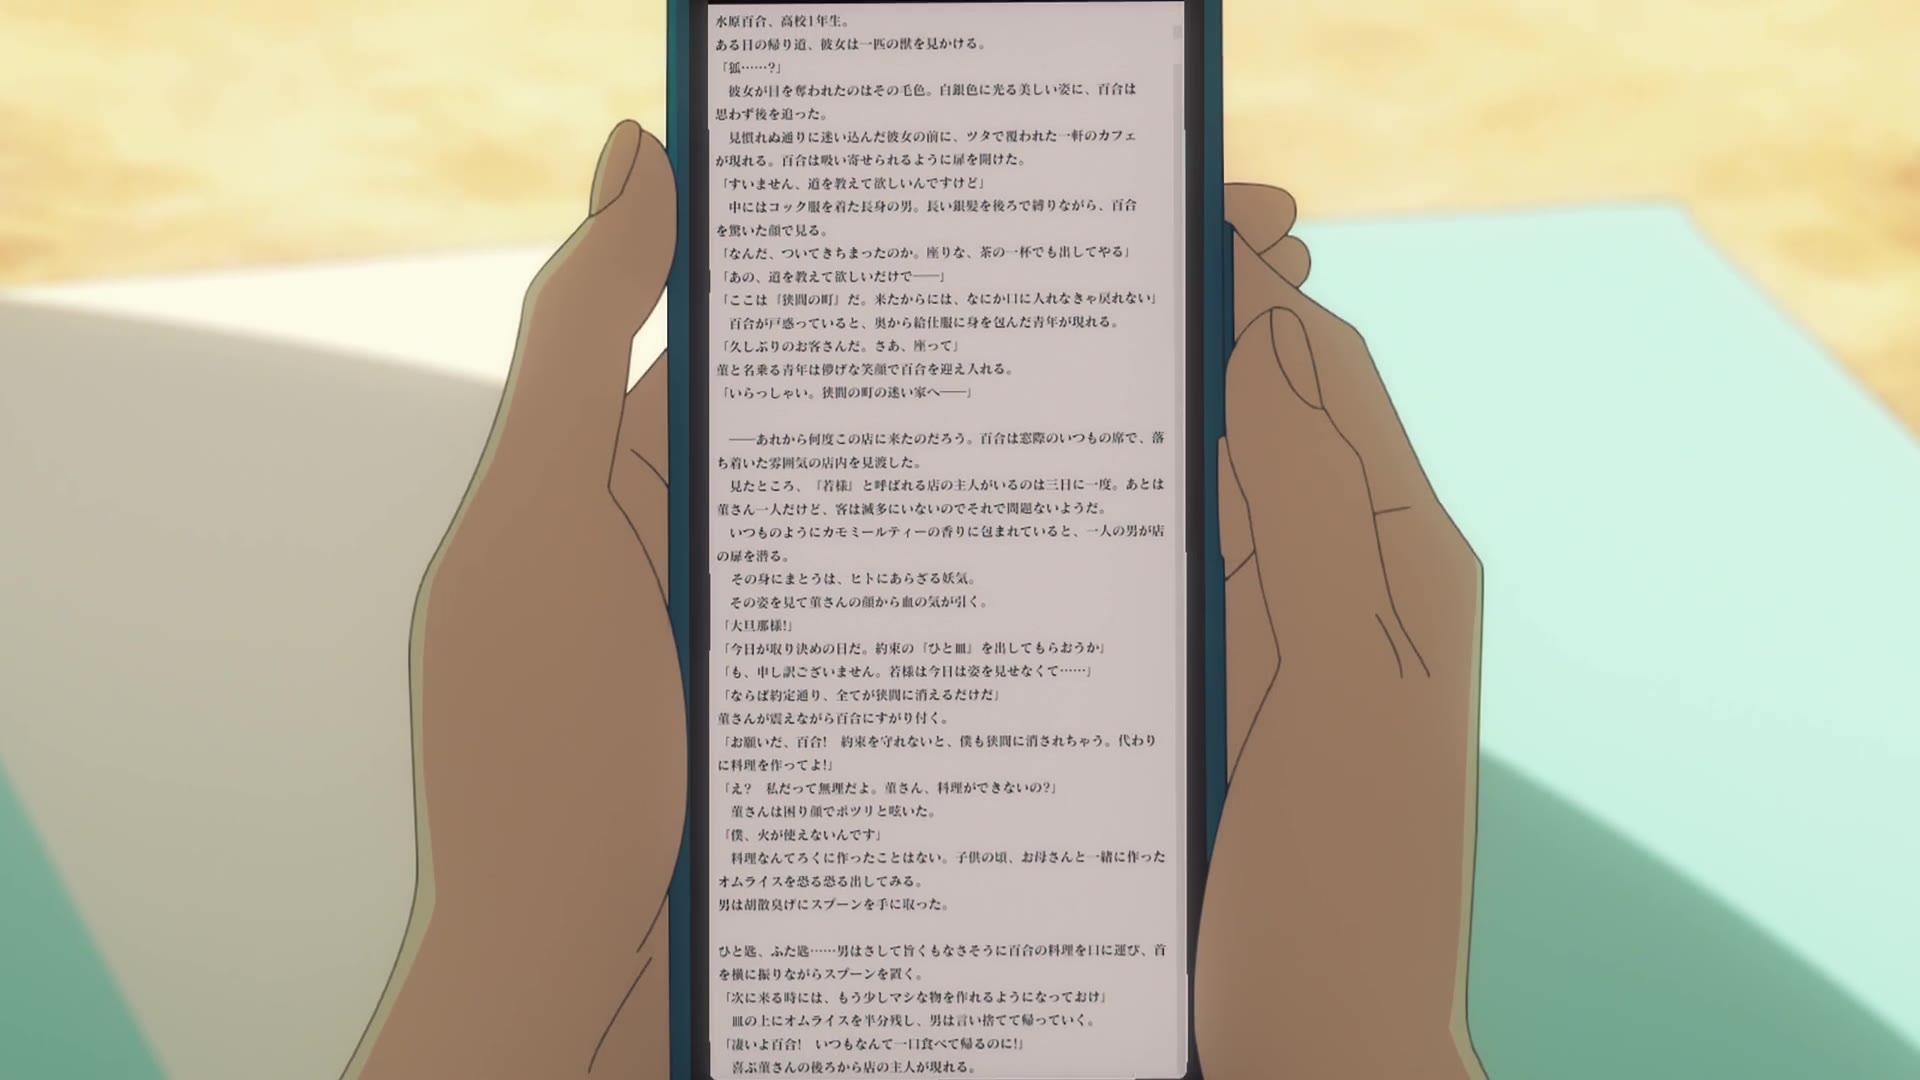 水原百合、高校1年生。
ある日の帰り道、彼女は一匹の獣を見かける。
「狐……?」
彼女が目を奪われたのはその毛色。白銀色に光る美しい姿に、百合は
思わず後を追った。
見慣れぬ通りに迷い込んだ彼女の前に、ツタで覆われた一軒のカフェ
が現れる。百合は吸い寄せられるように扉を開けた。
「すいません、道を教えて欲しいんですけど」
中にはコック服を着た長身の男。長い銀髪を後ろで縛りながら、百合
を驚いた顔で見る。
「なんだ、ついてきちまったのか。座りな、茶の一杯でも出してやる」
「あの、道を教えて欲しいだけで――」
「ここは『狭間の町』だ。来たからには、なにか口に入れなきゃ戻れない」
百合が戸惑っていると、奥から給仕服に身を包んだ青年が現れる。
「久しぶりのお客さんだ。さあ、座って」
菫と名乗る青年は儚げな笑顔で百合を迎え入れる。
「いらっしゃい。狭間の町の迷い家へ――」
――あれから何度この店に来たのだろう。百合は窓際のいつもの席で、落
ち着いた雰囲気の店内を見渡した。
見たところ、『若様』と呼ばれる店の主人がいるのは三日に一度。あとは
菫さん一人だけど、客は滅多にいないのでそれで問題ないようだ。
いつものようにカモミールティーの香りに包まれていると、一人の男が店
の扉を潜る。
その身にまとうは、ヒトにあらざる妖気。
その姿を見て菫さんの顔から血の気が引く。
「大旦那様!」
「今日が取り決めの日だ。約束の『ひと皿』を出してもらおうか」
「も、申し訳ございません。若様は今日は姿を見せなくて……」
「ならば約定通り、全てが狭間に消えるだけだ」
菫さんが震えながら百合にすがり付く。
「お願いだ、百合! 約束を守れないと、僕も狭間に消されちゃう。代わり
に料理を作ってよ!」
「え? 私だって無理だよ。菫さん、料理ができないの?」
菫さんは困り顔でポツリと呟いた。
「僕、火が使えないんです」
料理なんてろくに作ったことはない。子供の頃、お母さんと一緒に作った
オムライスを恐る恐る出してみる。
男は胡散臭げにスプーンを手に取った。
ひと匙、ふた匙……男はさして旨くもなさそうに百合の料理を口に運び、首
を横に振りながらスプーンを置く。
「次に来る時には、もう少しマシな物を作れるようになっておけ」
皿の上にオムライスを半分残し、男は言い捨てて帰っていく。
「凄いよ百合! いつもなんて一口食べて帰るのに!」
喜ぶ菫さんの後ろから店の主人が現れる。